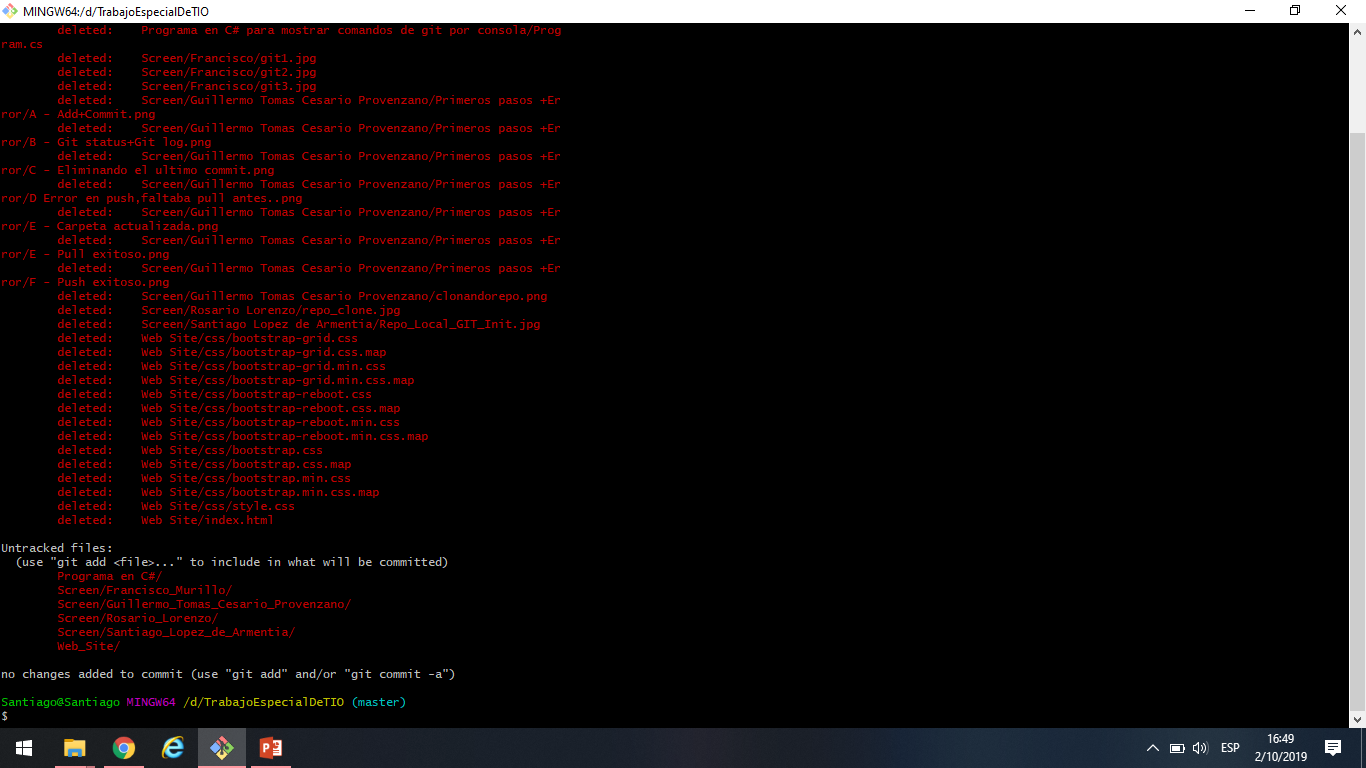 MINGW64:/d/TrabajoEspecialDeTIO
deleted:    Programa en C# para mostrar comandos de git por consola/Prog
ram.cs
deleted:    Screen/Francisco/git1.jpg
deleted:    Screen/Francisco/git2.jpg
deleted:    Screen/Francisco/git3.jpg
deleted:    Screen/Guillermo Tomas Cesario Provenzano/Primeros pasos +Er
ror/A - Add+Commit.png
deleted:    Screen/Guillermo Tomas Cesario Provenzano/Primeros pasos +Er
ror/B - Git status+Git log.png
deleted:    Screen/Guillermo Tomas Cesario Provenzano/Primeros pasos +Er
ror/C - Eliminando el ultimo commit.png
deleted:    Screen/Guillermo Tomas Cesario Provenzano/Primeros pasos +Er
ror/D Error en push,faltaba pull antes..png
deleted:    Screen/Guillermo Tomas Cesario Provenzano/Primeros pasos +Er
ror/E - Carpeta actualizada.png
deleted:    Screen/Guillermo Tomas Cesario Provenzano/Primeros pasos +Er
ror/E - Pull exitoso.png
deleted:    Screen/Guillermo Tomas Cesario Provenzano/Primeros pasos +Er
ror/F - Push exitoso.png
deleted:    Screen/Guillermo Tomas Cesario Provenzano/clonandorepo.png
deleted:    Screen/Rosario Lorenzo/repo_clone.jpg
deleted:    Screen/Santiago Lopez de Armentia/Repo_Local_GIT_Init.jpg
deleted:    Web Site/css/bootstrap-grid.css
deleted:    Web Site/css/bootstrap-grid.css.map
deleted:    Web Site/css/bootstrap-grid.min.css
deleted:    Web Site/css/bootstrap-grid.min.css.map
deleted:    Web Site/css/bootstrap-reboot.css
deleted:    Web Site/css/bootstrap-reboot.css.map
deleted:    Web Site/css/bootstrap-reboot.min.css
deleted:    Web Site/css/bootstrap-reboot.min.css.map
deleted:    Web Site/css/bootstrap.css
deleted:    Web Site/css/bootstrap.css.map
deleted:    Web Site/css/bootstrap.min.css
deleted:    Web Site/css/bootstrap.min.css.map
deleted:    Web Site/css/style.css
deleted:    Web Site/index.html
Untracked files:
(use "git add <file>..." to include in what will be committed)
Programa en C#/
Screen/Francisco_Murillo/
Screen/Guillermo_Tomas_Cesario_Provenzano/
Screen/Rosario_Lorenzo/
Screen/Santiago_Lopez_de_Armentia/
Web_Site/
no changes added to commit (use "git add" and/or "git commit -a")
Santiago@Santiago MINGW64 /d/TrabajoEspecialDeTIO (master)
$
ESP
16:49
2/10/2019